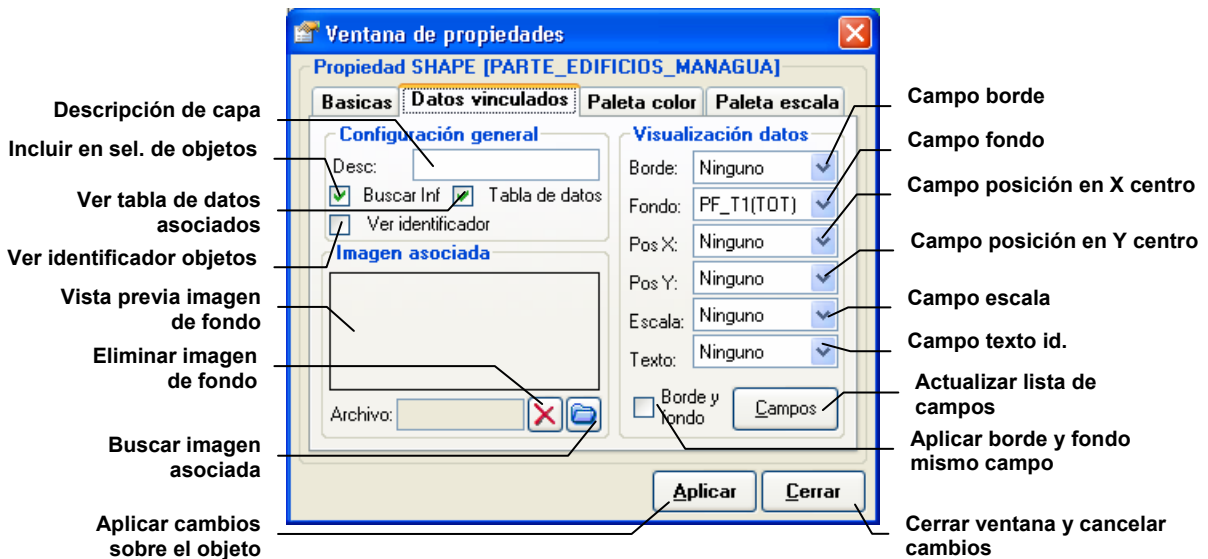 Ventana de propiedades
Propiedad SHAPE [PARTE_EDIFICIOS_MANAGUA]
Basicas Datos vinculados Paleta color Paleta escala
Configuración general
Desc:
Buscar Inf Tabla de datos
Ver identificador
Imagen asociada
Archivo:
Visualización datos
Borde: Ninguno
Fondo: PF_T1(TOT)
Pos X: Ninguno
Pos Y: Ninguno
Escala: Ninguno
Texto: Ninguno
Borde y
fondo
Campos
Aplicar Cerrar
Descripción de capa
Incluir en sel. de objetos
Ver tabla de datos
asociados
Ver identificador objetos
Vista previa imagen
de fondo
Eliminar imagen
de fondo
Buscar imagen
asociada
Aplicar cambios
sobre el objeto
Campo borde
Campo fondo
Campo posición en X centro
Campo posición en Y centro
Campo escala
Campo texto id.
Actualizar lista de
campos
Aplicar borde y fondo
mismo campo
Cerrar ventana y cancelar
cambios